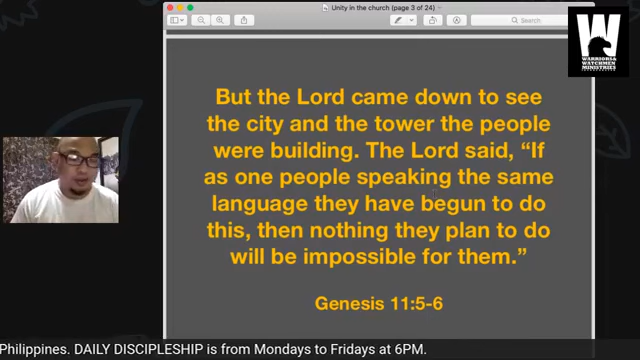 Unity in the church (page 3 of 24)
Search
WARRIORS & WATCHMEN
MINISTRIES
But the Lord came down to see
the city and the tower the people
were building. The Lord said, “If
as one people speaking the same
language they have begun to do
this, then nothing they plan to do
will be impossible for them.”
Genesis 11:5-6
Philippines. DAILY DISCIPLESHIP is from Mondays to Fridays at 6PM.